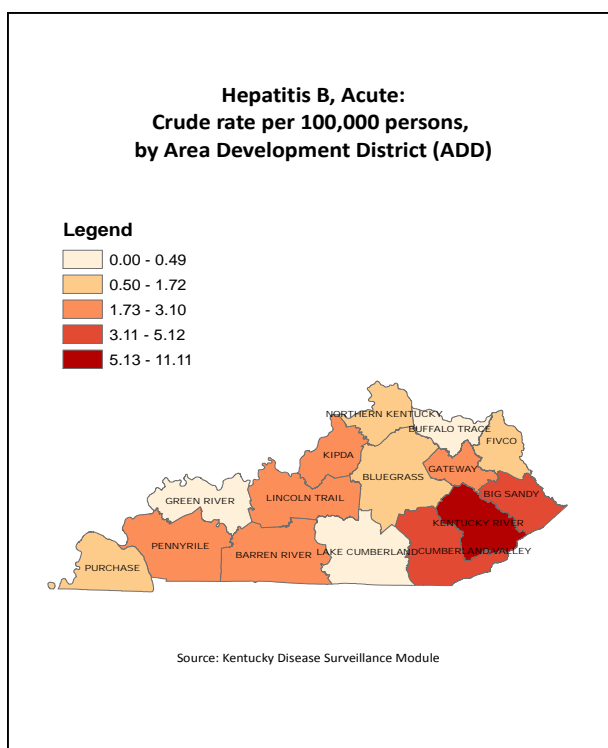 Hepatitis B, Acute:
Crude rate per 100,000 persons,
by Area Development District (ADD)
Legend
0.00 - 0.49
0.50 - 1.72
1.73 - 3.10
3.11 - 5.12
5.13 - 11.11
NORTHERN KENTUCKY
BUFFALO TRACE
FIVCO
KIPDA
GATEWAY
BLUEGRASS
BIG SANDY
GREEN RIVER
LINCOLN TRAIL
KENTUCKY RIVER
PENNYRILE
BARREN RIVER
LAKE CUMBERLAND
CUMBERLAND VALLEY
PURCHASE
Source: Kentucky Disease Surveillance Module